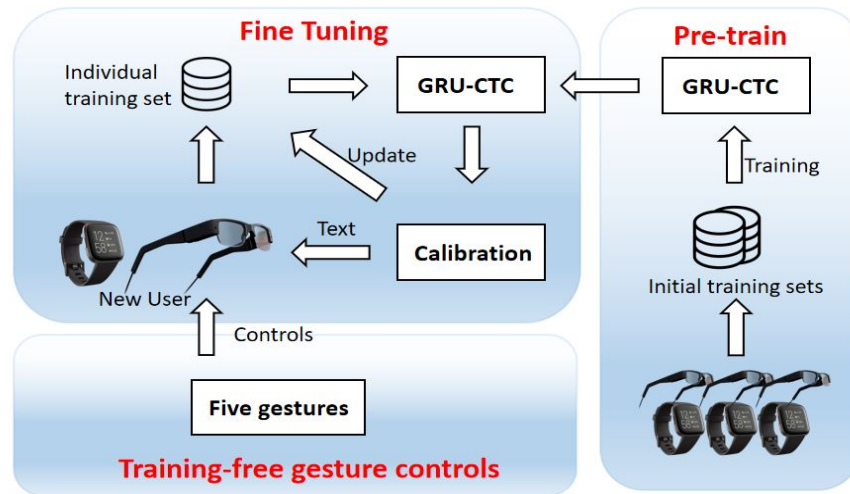 Fine Tuning
Individual
training set
GRU-CTC
Update
Text
Calibration
New User
Controls
Five gestures
Training-free gesture controls
Pre-train
GRU-CTC
Training
Initial training sets